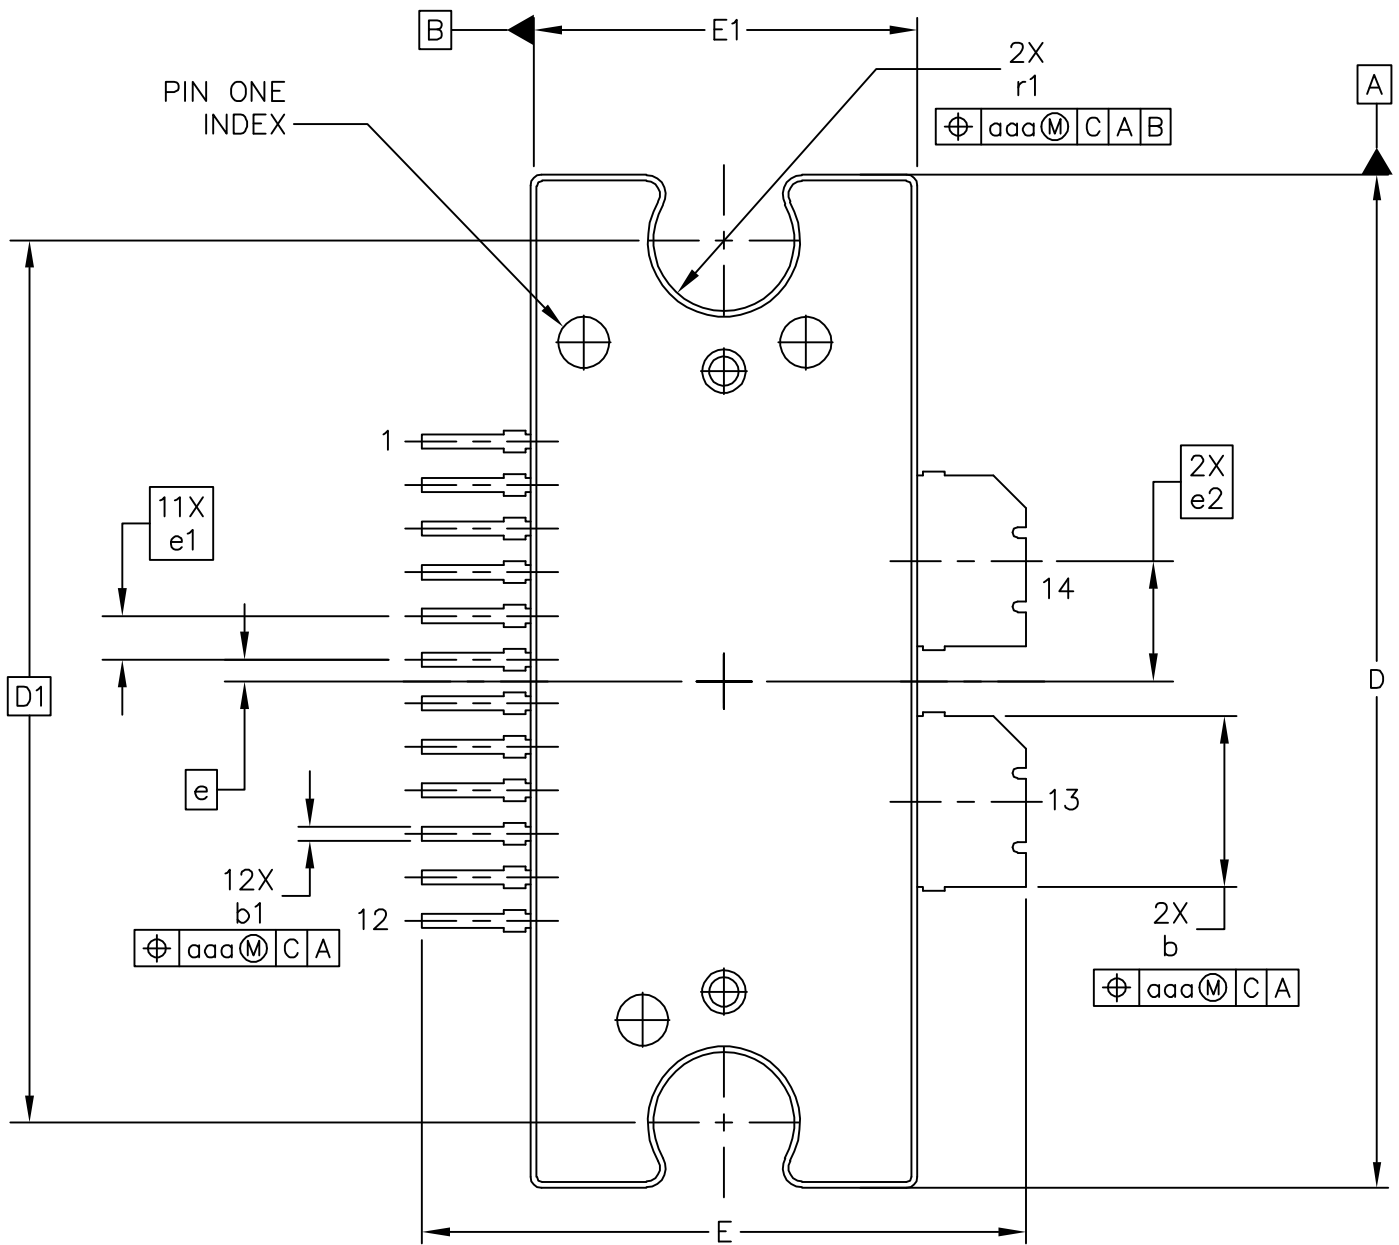 B
E1
2X
r1
⌖ aaa Ⓜ C A B
A
PIN ONE
INDEX
1
11X
e1
2X
e2
14
D1
D
e
13
12X
b1
⌖ aaa Ⓜ C A
12
2X
b
⌖ aaa Ⓜ C A
E